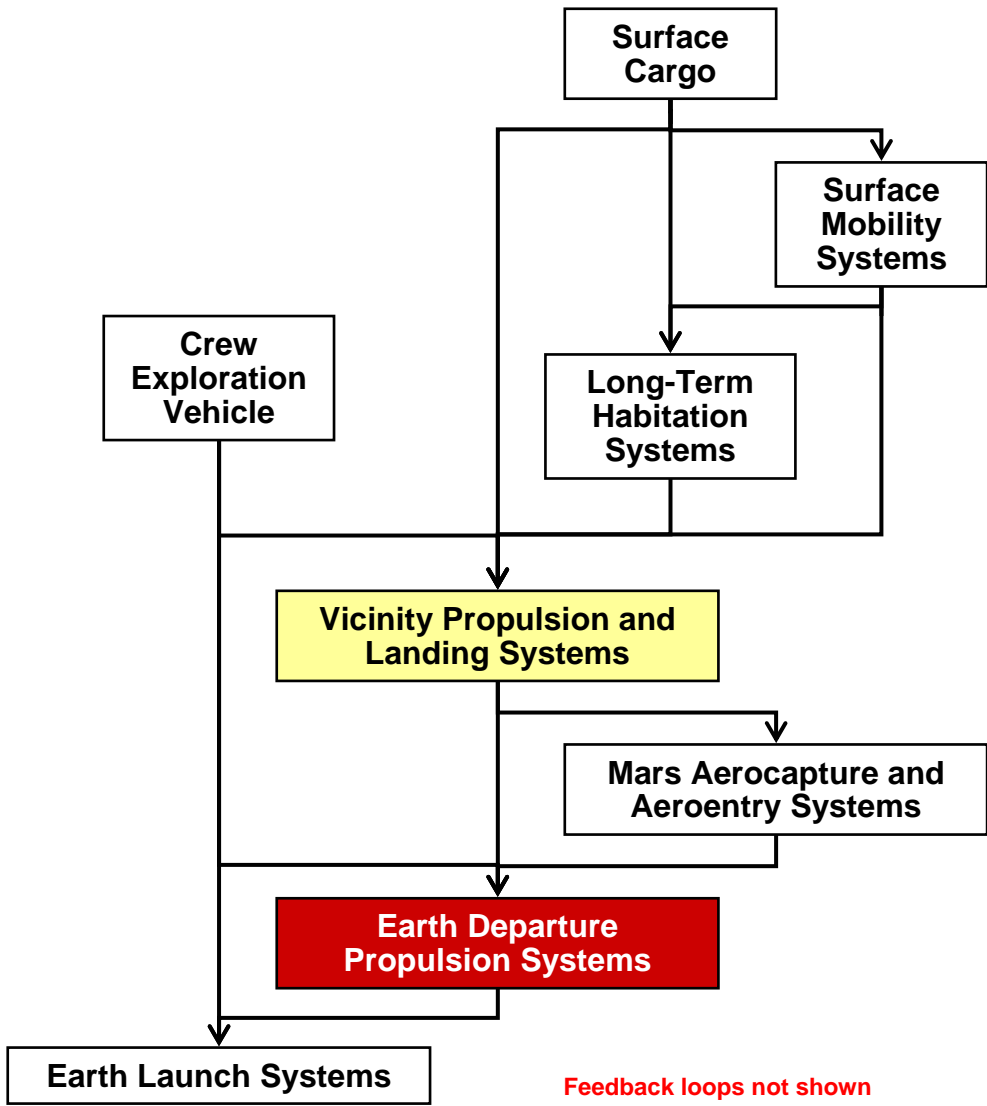 Surface
Cargo
Surface
Mobility
Systems
Crew
Exploration
Vehicle
Long-Term
Habitation
Systems
Vicinity Propulsion and
Landing Systems
Mars Aerocapture and
Aeroentry Systems
Earth Departure
Propulsion Systems
Earth Launch Systems
Feedback loops not shown